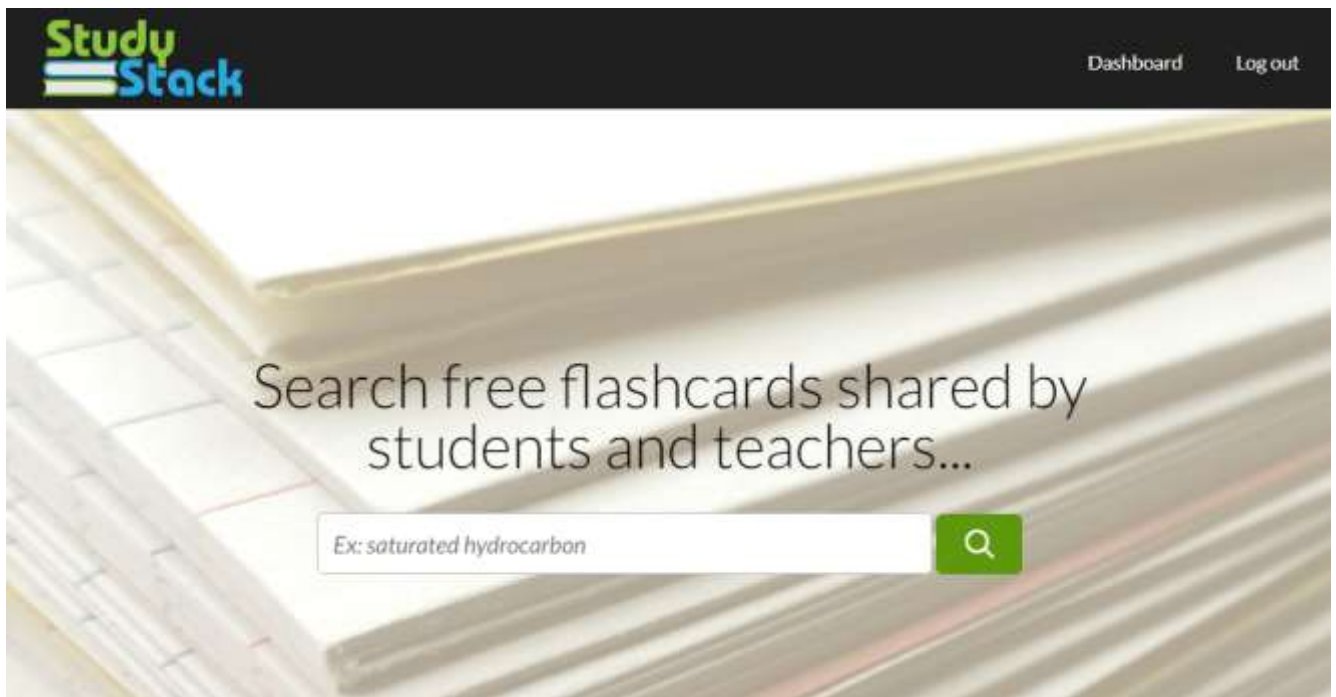 Study
Stack
Dashboard Log out
Search free flashcards shared by
students and teachers...
Ex: saturated hydrocarbon